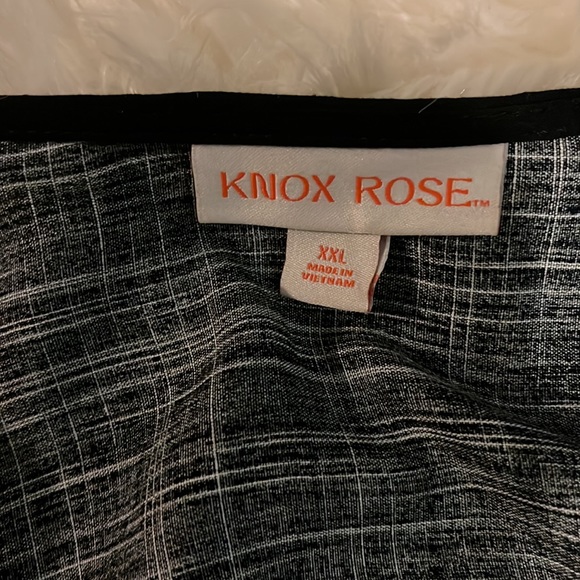 KNOX ROSE™
XXL
MADE IN
VIETNAM